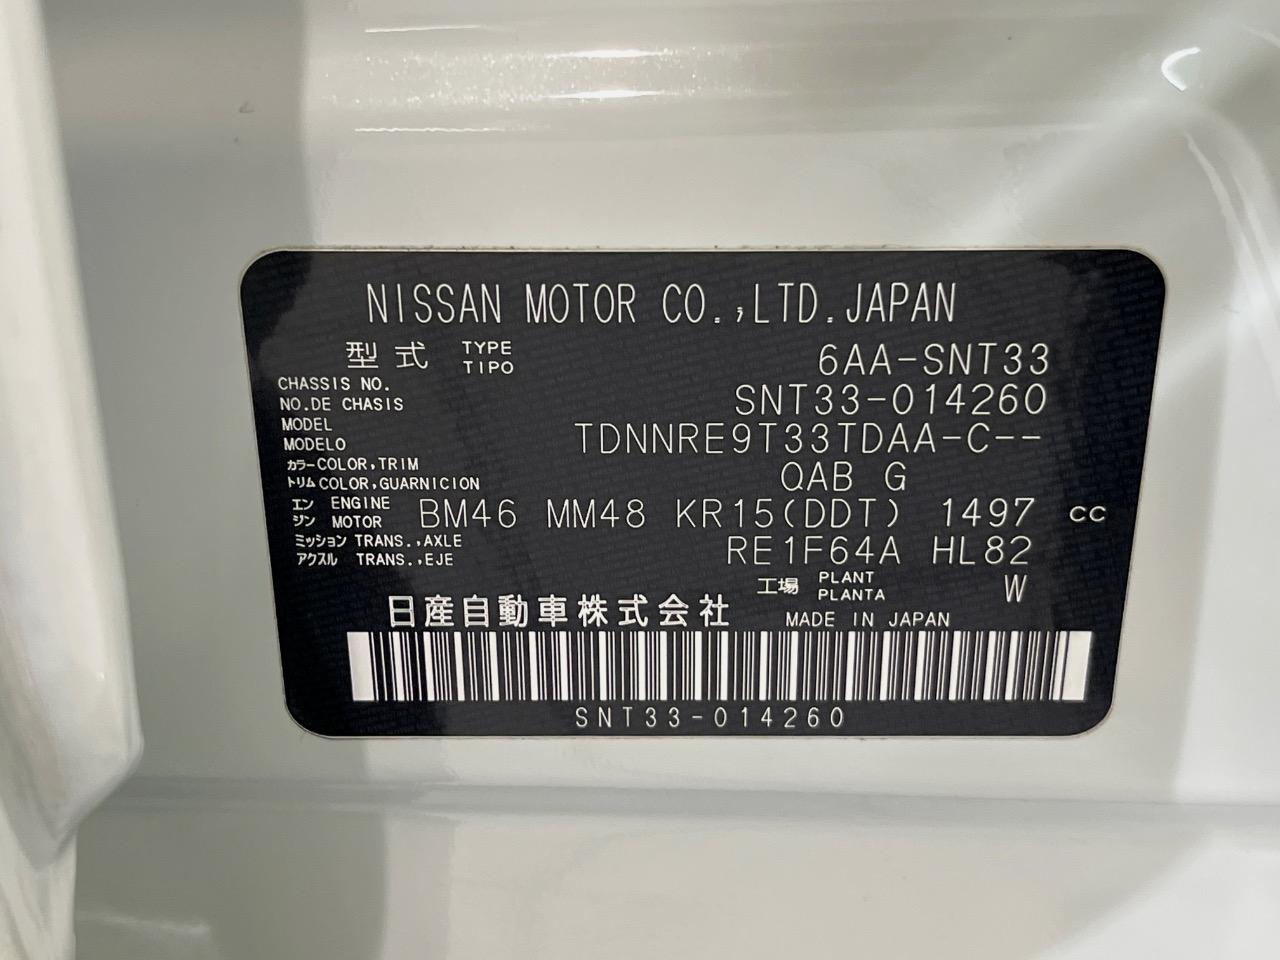 NISSAN MOTOR CO.,LTD.JAPAN
型式 TYPE TIPO 6AA-SNT33
CHASSIS NO. NO.DE CHASIS SNT33-014260
MODEL MODELO TDNNRE9T33TDAA-C--
カラー COLOR,TRIM
トリム COLOR,GUARNICION QAB G
エンジン ENGINE MOTOR BM46 MM48 KR15(DDT) 1497 CC
ミッション TRANS.,AXLE
アクスル TRANS.,EJE RE1F64A HL82
工場 PLANT PLANTA W
日産自動車株式会社 MADE IN JAPAN
SNT33-014260